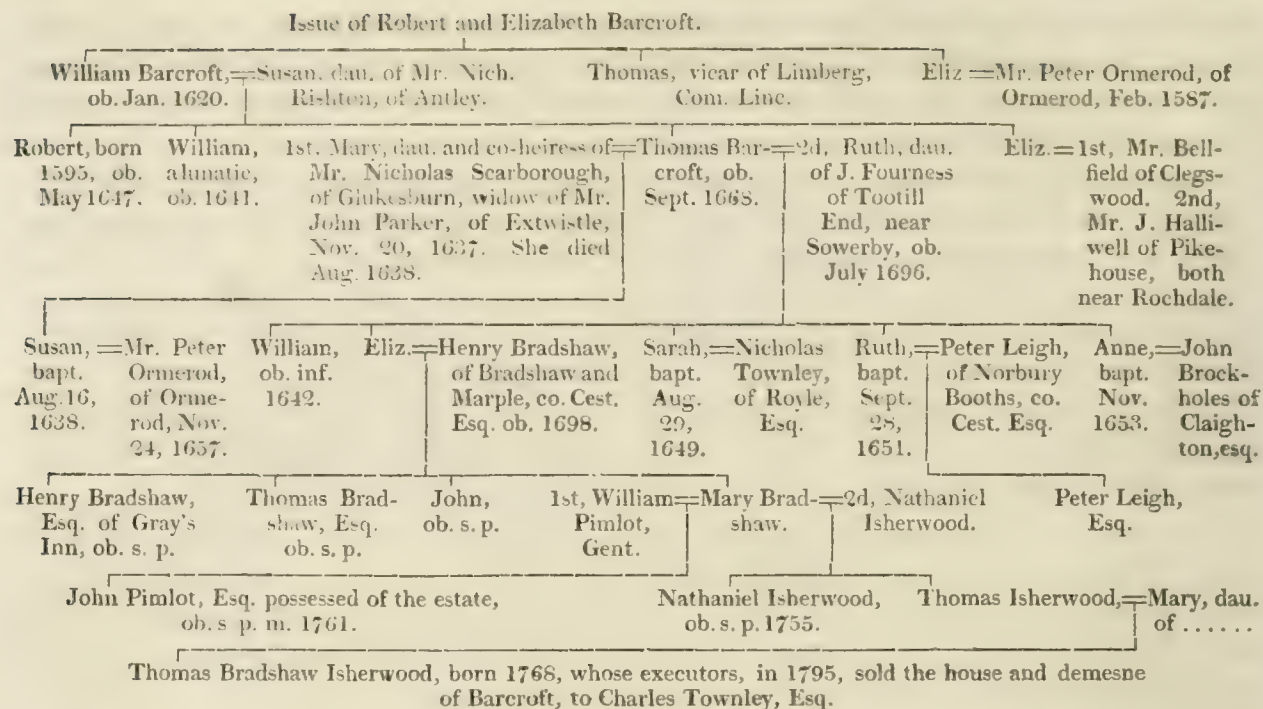 Issue of Robert and Elizabeth Barcroft.
William Barcroft, = Susan. dau. of Mr. Nich.
ob. Jan. 1620. Rishton, of Antley.
Thomas, vicar of Limberg,
Com. Linc.
Eliz = Mr. Peter Ormerod, of
Ormerod, Feb. 1587.
Robert, born
1595, ob.
May 1647.
William,
a lunatic,
ob. 1641.
1st. Mary, dau. and co-heiress of
Mr. Nicholas Scarborough,
of Glukesburn, widow of Mr.
John Parker, of Extwistle,
Nov. 20, 1637. She died
Aug. 1638.
= Thomas Bar-
croft, ob.
Sept. 1668.
= 2d, Ruth, dau.
of J. Fourness
of Tootill
End, near
Sowerby, ob.
July 1696.
Eliz. = 1st, Mr. Bell-
field of Clegs-
wood. 2nd,
Mr. J. Halli-
well of Pike-
house, both
near Rochdale.
Susan,
bapt.
Aug. 16,
1638.
= Mr. Peter
Ormerod,
of Orme-
rod, Nov.
24, 1657.
William,
ob. inf.
1642.
Eliz. = Henry Bradshaw,
of Bradshaw and
Marple, co. Cest.
Esq. ob. 1698.
Sarah,
bapt.
Aug.
29,
1649.
= Nicholas
Townley,
of Royle,
Esq.
Ruth,
bapt.
Sept.
28,
1651.
= Peter Leigh,
of Norbury
Booths, co.
Cest. Esq.
Anne,
bapt.
Nov.
1653.
= John
Brock-
holes of
Claigh-
ton, esq.
Henry Bradshaw,
Esq. of Gray's
Inn, ob. s. p.
Thomas Brad-
shaw, Esq.
ob. s. p.
John,
ob. s. p.
1st, William
Pimlot,
Gent.
= Mary Brad-
shaw.
= 2d, Nathaniel
Isherwood.
Peter Leigh,
Esq.
John Pimlot, Esq. possessed of the estate,
ob. s p. m. 1761.
Nathaniel Isherwood,
ob. s. p. 1755.
Thomas Isherwood, = Mary, dau.
of ......
Thomas Bradshaw Isherwood, born 1768, whose executors, in 1795, sold the house and demesne
of Barcroft, to Charles Townley, Esq.